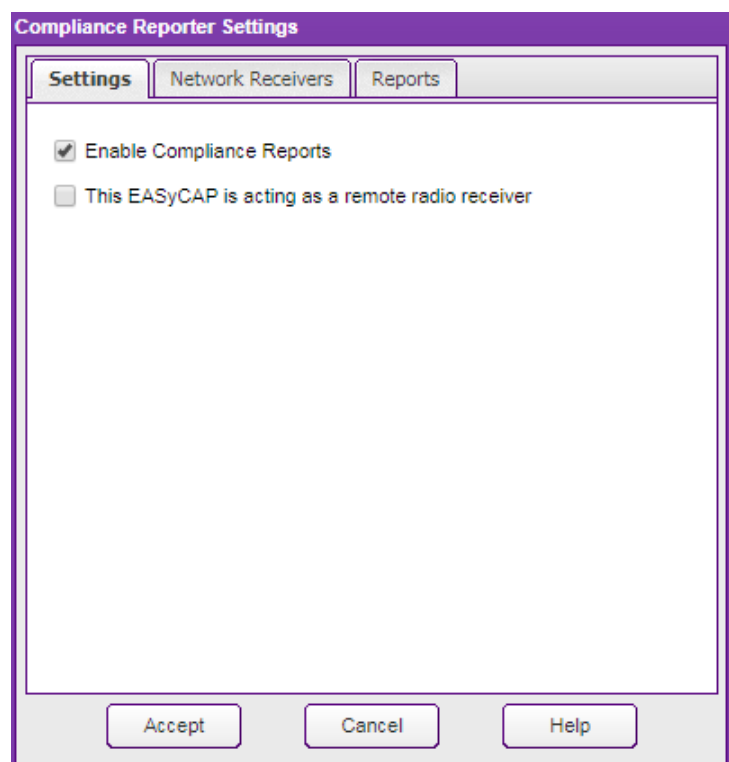 Compliance Reporter Settings
Settings Network Receivers Reports
Enable Compliance Reports
This EASyCAP is acting as a remote radio receiver
Accept Cancel Help